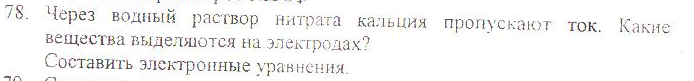 78. Через водный раствор нитрата кальция пропускают ток. Какие
вещества выделяются на электродах?
Составить электронные уравнения.